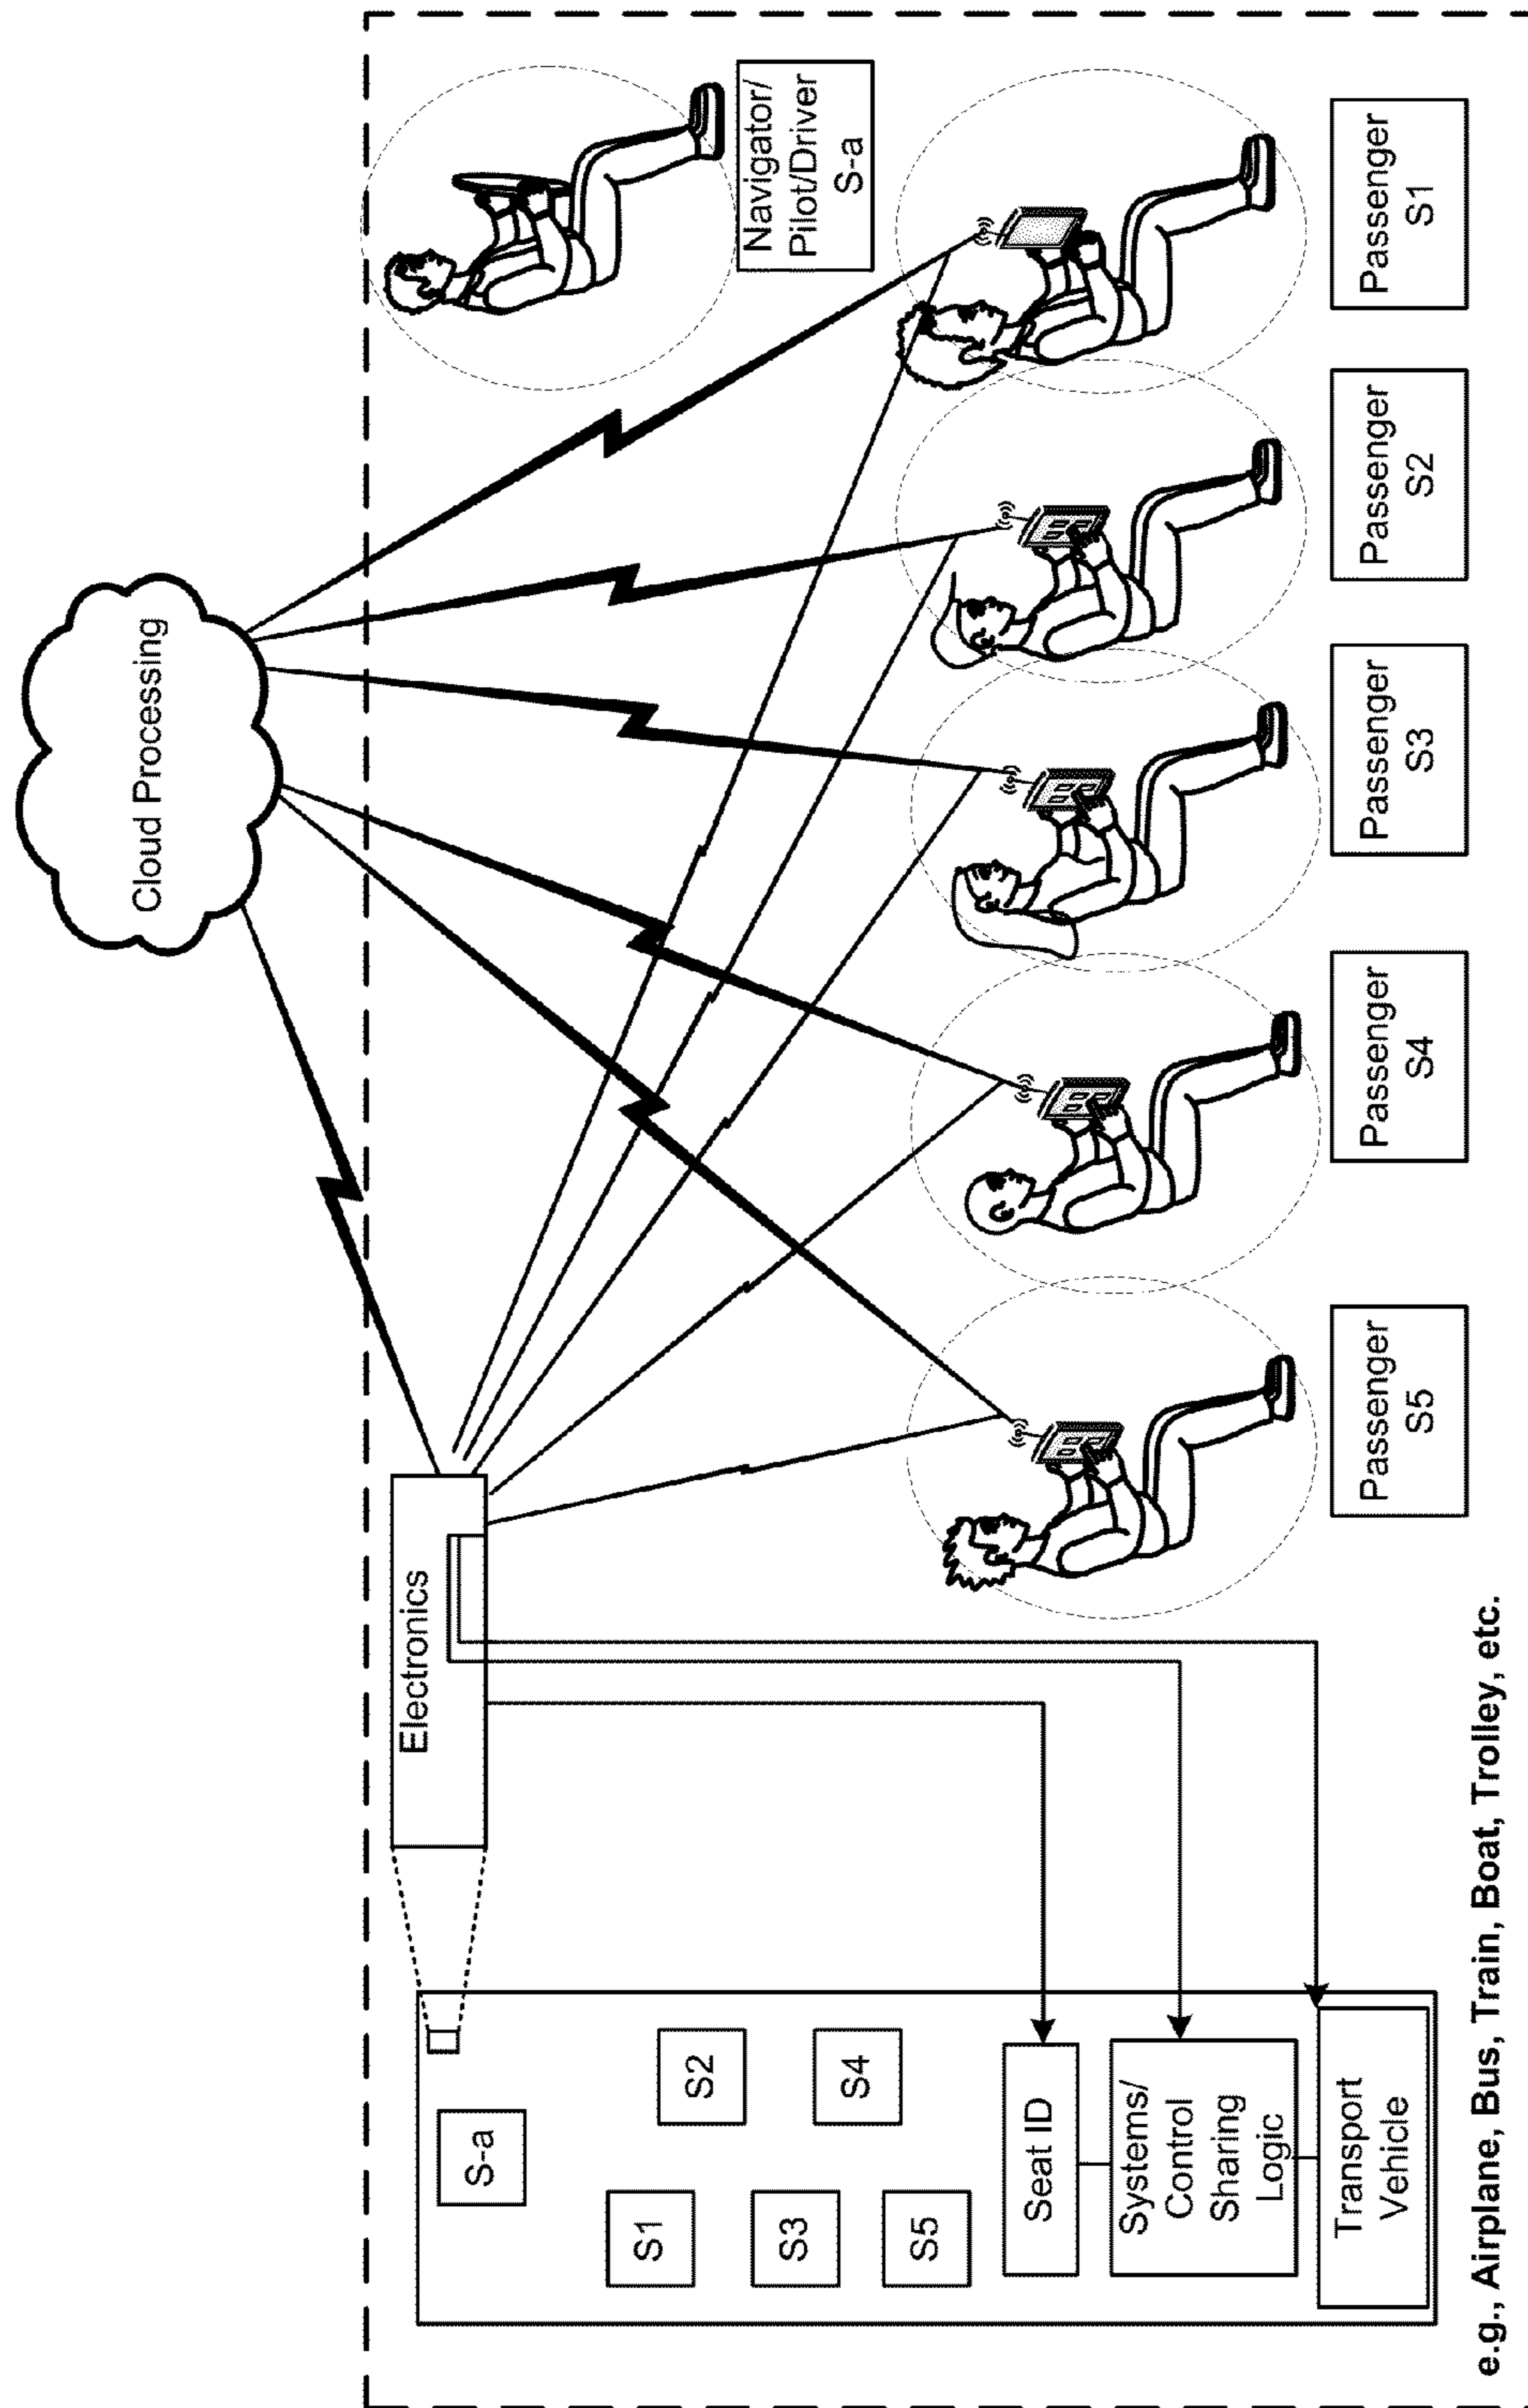 Cloud Processing
Electronics
Navigator/
Pilot/Driver
S-a
S-a
S1
S2
S3
S4
S5
Seat ID
Systems/
Control
Sharing
Logic
Transport
Vehicle
Passenger
S5
Passenger
S4
Passenger
S3
Passenger
S2
Passenger
S1
e.g., Airplane, Bus, Train, Boat, Trolley, etc.